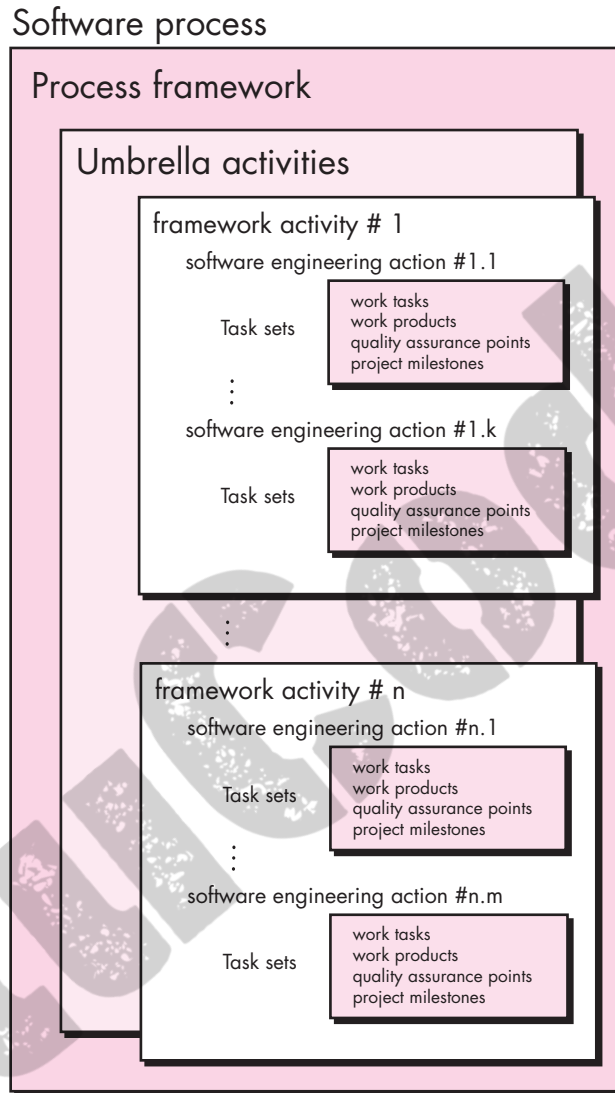 Software process
Process framework
Umbrella activities
framework activity # 1
software engineering action #1.1
Task sets
work tasks
work products
quality assurance points
project milestones
software engineering action #1.k
Task sets
work tasks
work products
quality assurance points
project milestones
framework activity # n
software engineering action #n.1
Task sets
work tasks
work products
quality assurance points
project milestones
software engineering action #n.m
Task sets
work tasks
work products
quality assurance points
project milestones